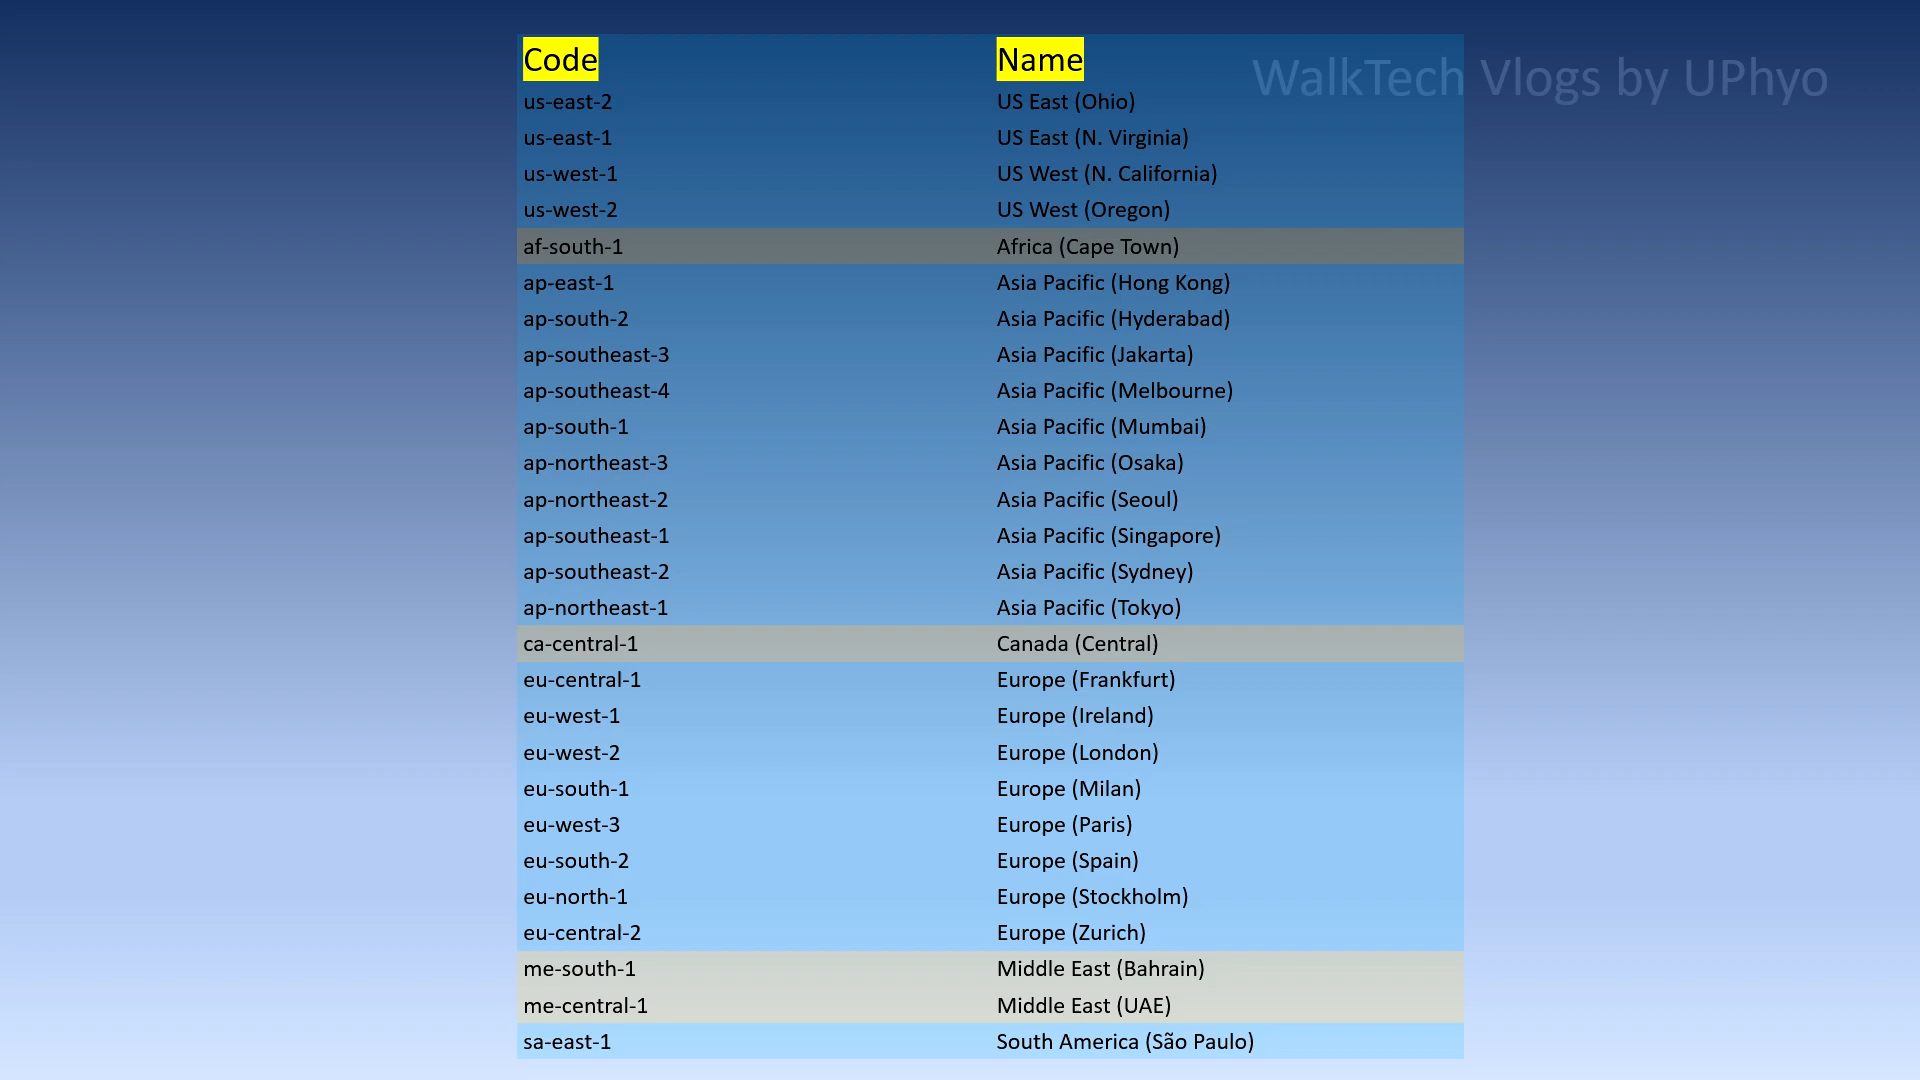 Code Name
WalkTech Vlogs by UPhyo
us-east-2 US East (Ohio)
us-east-1 US East (N. Virginia)
us-west-1 US West (N. California)
us-west-2 US West (Oregon)
af-south-1 Africa (Cape Town)
ap-east-1 Asia Pacific (Hong Kong)
ap-south-2 Asia Pacific (Hyderabad)
ap-southeast-3 Asia Pacific (Jakarta)
ap-southeast-4 Asia Pacific (Melbourne)
ap-south-1 Asia Pacific (Mumbai)
ap-northeast-3 Asia Pacific (Osaka)
ap-northeast-2 Asia Pacific (Seoul)
ap-southeast-1 Asia Pacific (Singapore)
ap-southeast-2 Asia Pacific (Sydney)
ap-northeast-1 Asia Pacific (Tokyo)
ca-central-1 Canada (Central)
eu-central-1 Europe (Frankfurt)
eu-west-1 Europe (Ireland)
eu-west-2 Europe (London)
eu-south-1 Europe (Milan)
eu-west-3 Europe (Paris)
eu-south-2 Europe (Spain)
eu-north-1 Europe (Stockholm)
eu-central-2 Europe (Zurich)
me-south-1 Middle East (Bahrain)
me-central-1 Middle East (UAE)
sa-east-1 South America (São Paulo)